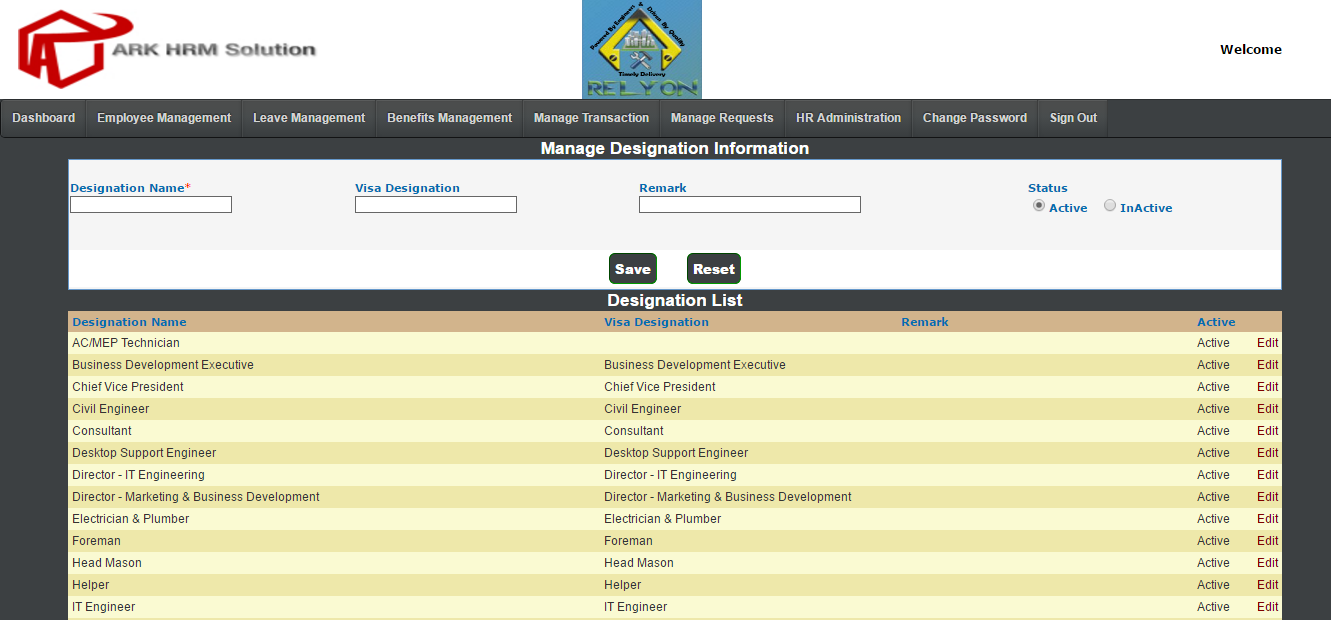 ARK HRM Solution
Powered By Engineers & Driven By Quality
Timely Delivery
RELYON
Welcome
Dashboard Employee Management Leave Management Benefits Management Manage Transaction Manage Requests HR Administration Change Password Sign Out
Manage Designation Information
Designation Name* Visa Designation Remark Status
Active InActive
Save Reset
Designation List
Designation Name Visa Designation Remark Active
AC/MEP Technician Active Edit
Business Development Executive Business Development Executive Active Edit
Chief Vice President Chief Vice President Active Edit
Civil Engineer Civil Engineer Active Edit
Consultant Consultant Active Edit
Desktop Support Engineer Desktop Support Engineer Active Edit
Director - IT Engineering Director - IT Engineering Active Edit
Director - Marketing & Business Development Director - Marketing & Business Development Active Edit
Electrician & Plumber Electrician & Plumber Active Edit
Foreman Foreman Active Edit
Head Mason Head Mason Active Edit
Helper Helper Active Edit
IT Engineer IT Engineer Active Edit